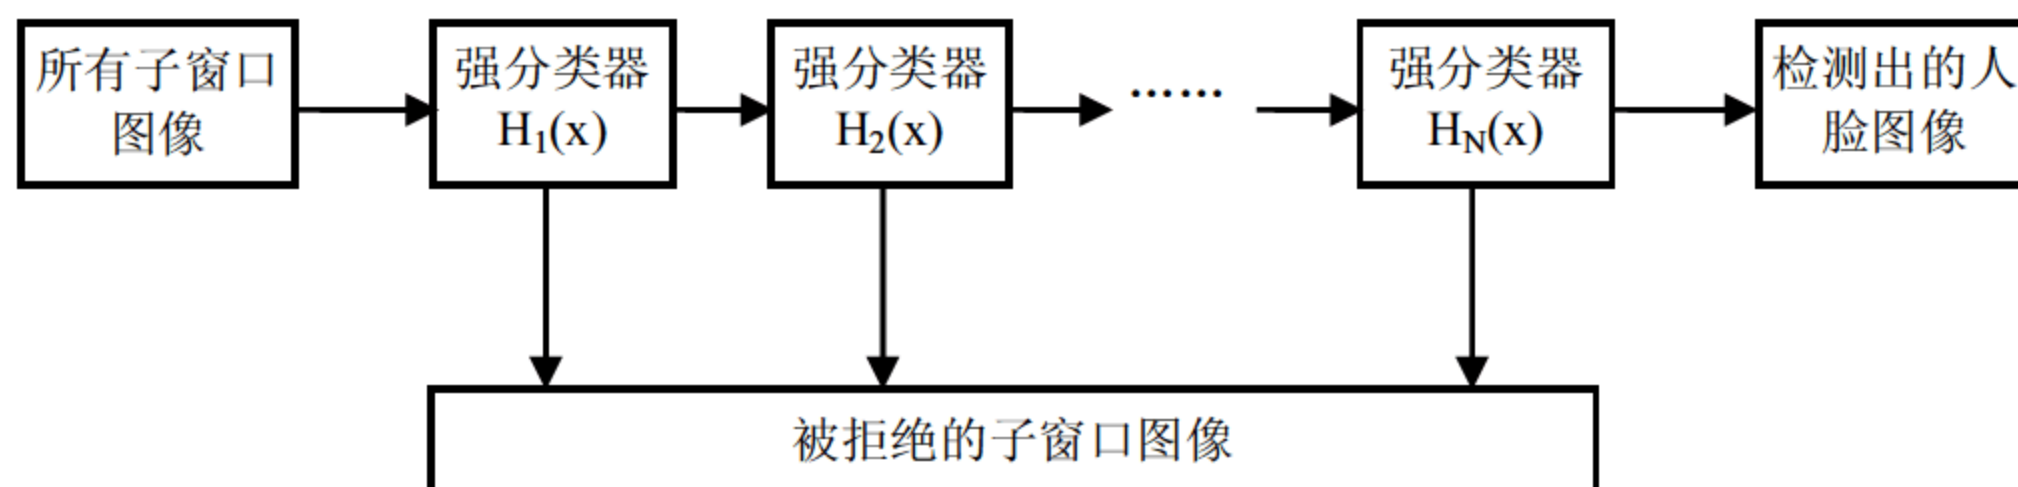 所有子窗口
图像
强分类器
H₁(x)
强分类器
H₂(x)
……
强分类器
H_N(x)
检测出的人
脸图像
被拒绝的子窗口图像